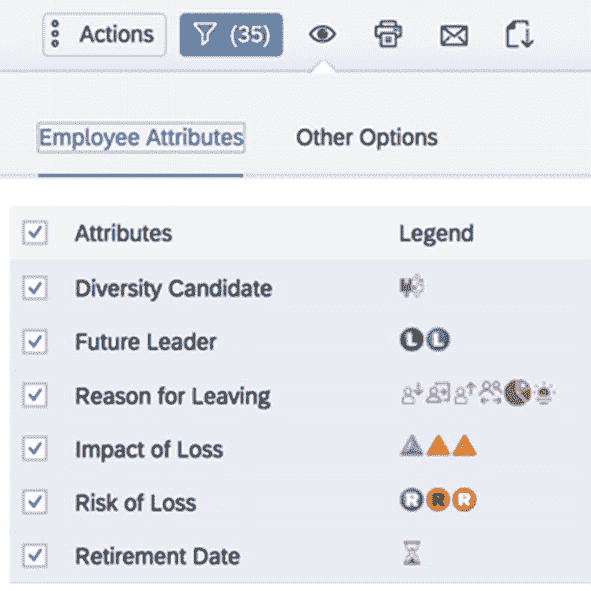 Actions (35)
Employee Attributes Other Options
Attributes Legend
Diversity Candidate
Future Leader L L
Reason for Leaving
Impact of Loss
Risk of Loss R R R
Retirement Date